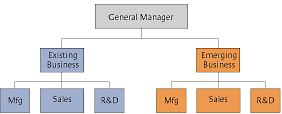 General Manager
Existing
Business
Emerging
Business
Mfg
Sales
R&D
Mfg
Sales
R&D